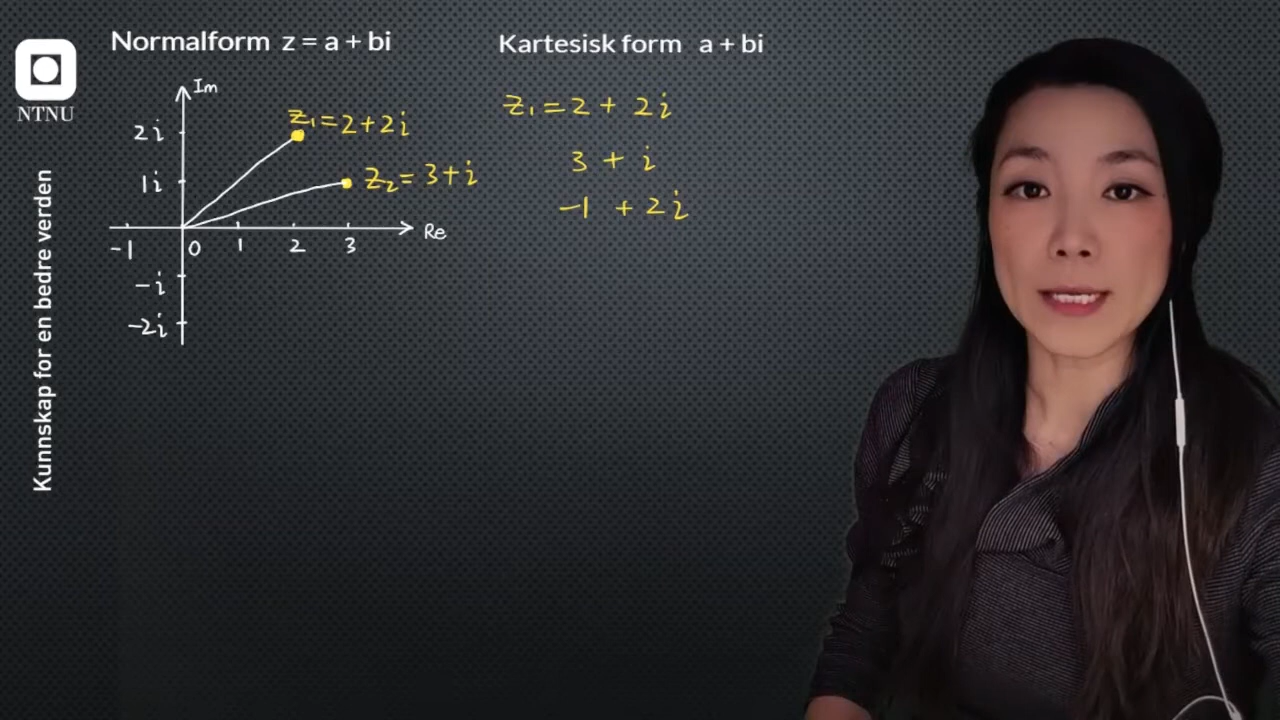 NTNU
Kunnskap for en bedre verden
Normalform z = a + bi
Im
2i
1i
-1 0 1 2 3 Re
-i
-2i
z₁=2+2i
z₂=3+i
Kartesisk form a + bi
z₁=2+2i
3+i
-1+2i